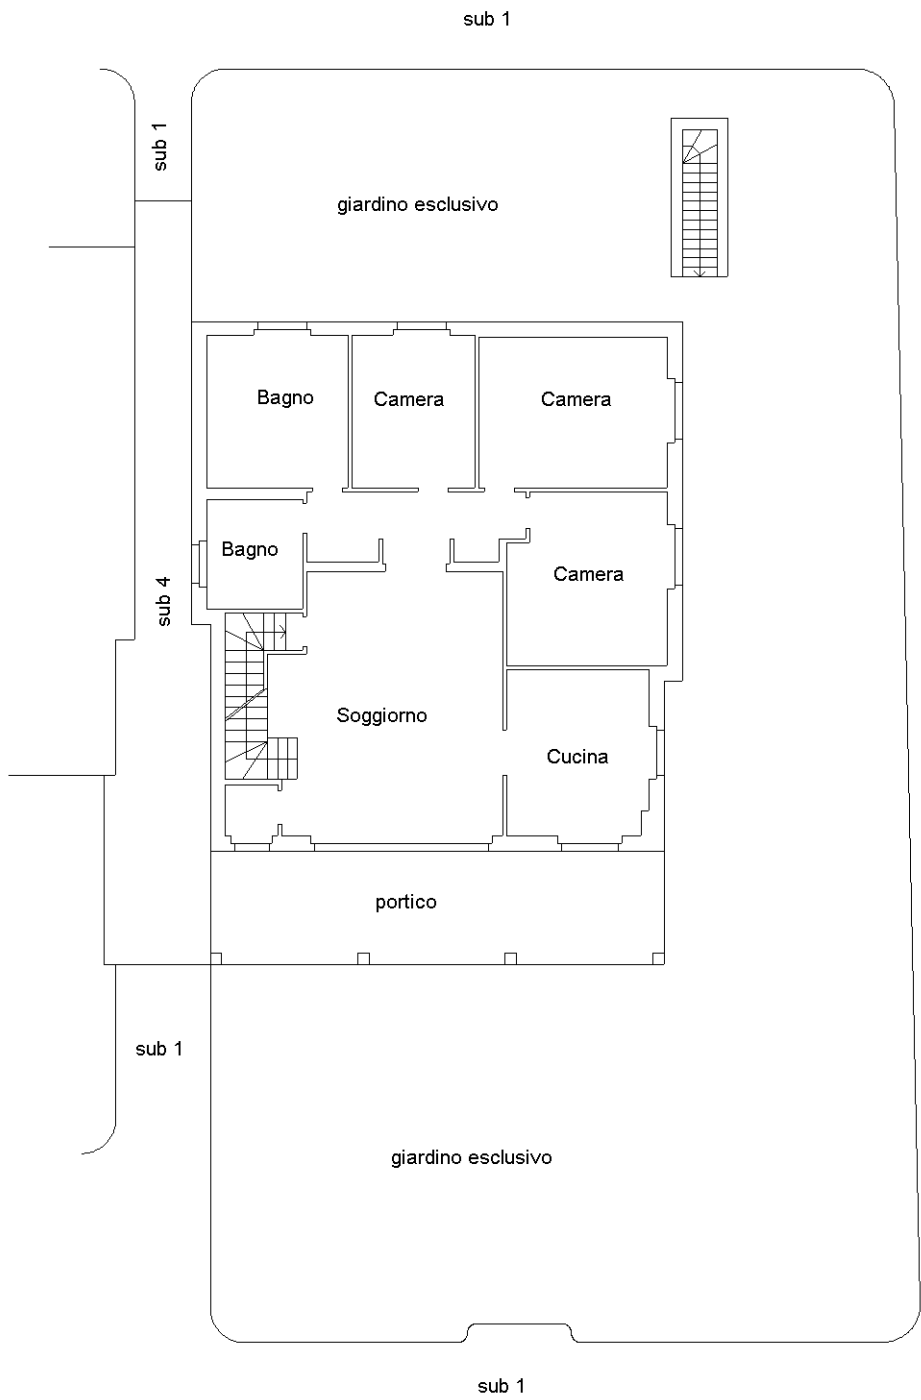 sub 1
sub 1
giardino esclusivo
Bagno
Camera
Camera
Bagno
Camera
sub 4
Soggiorno
Cucina
portico
sub 1
giardino esclusivo
sub 1